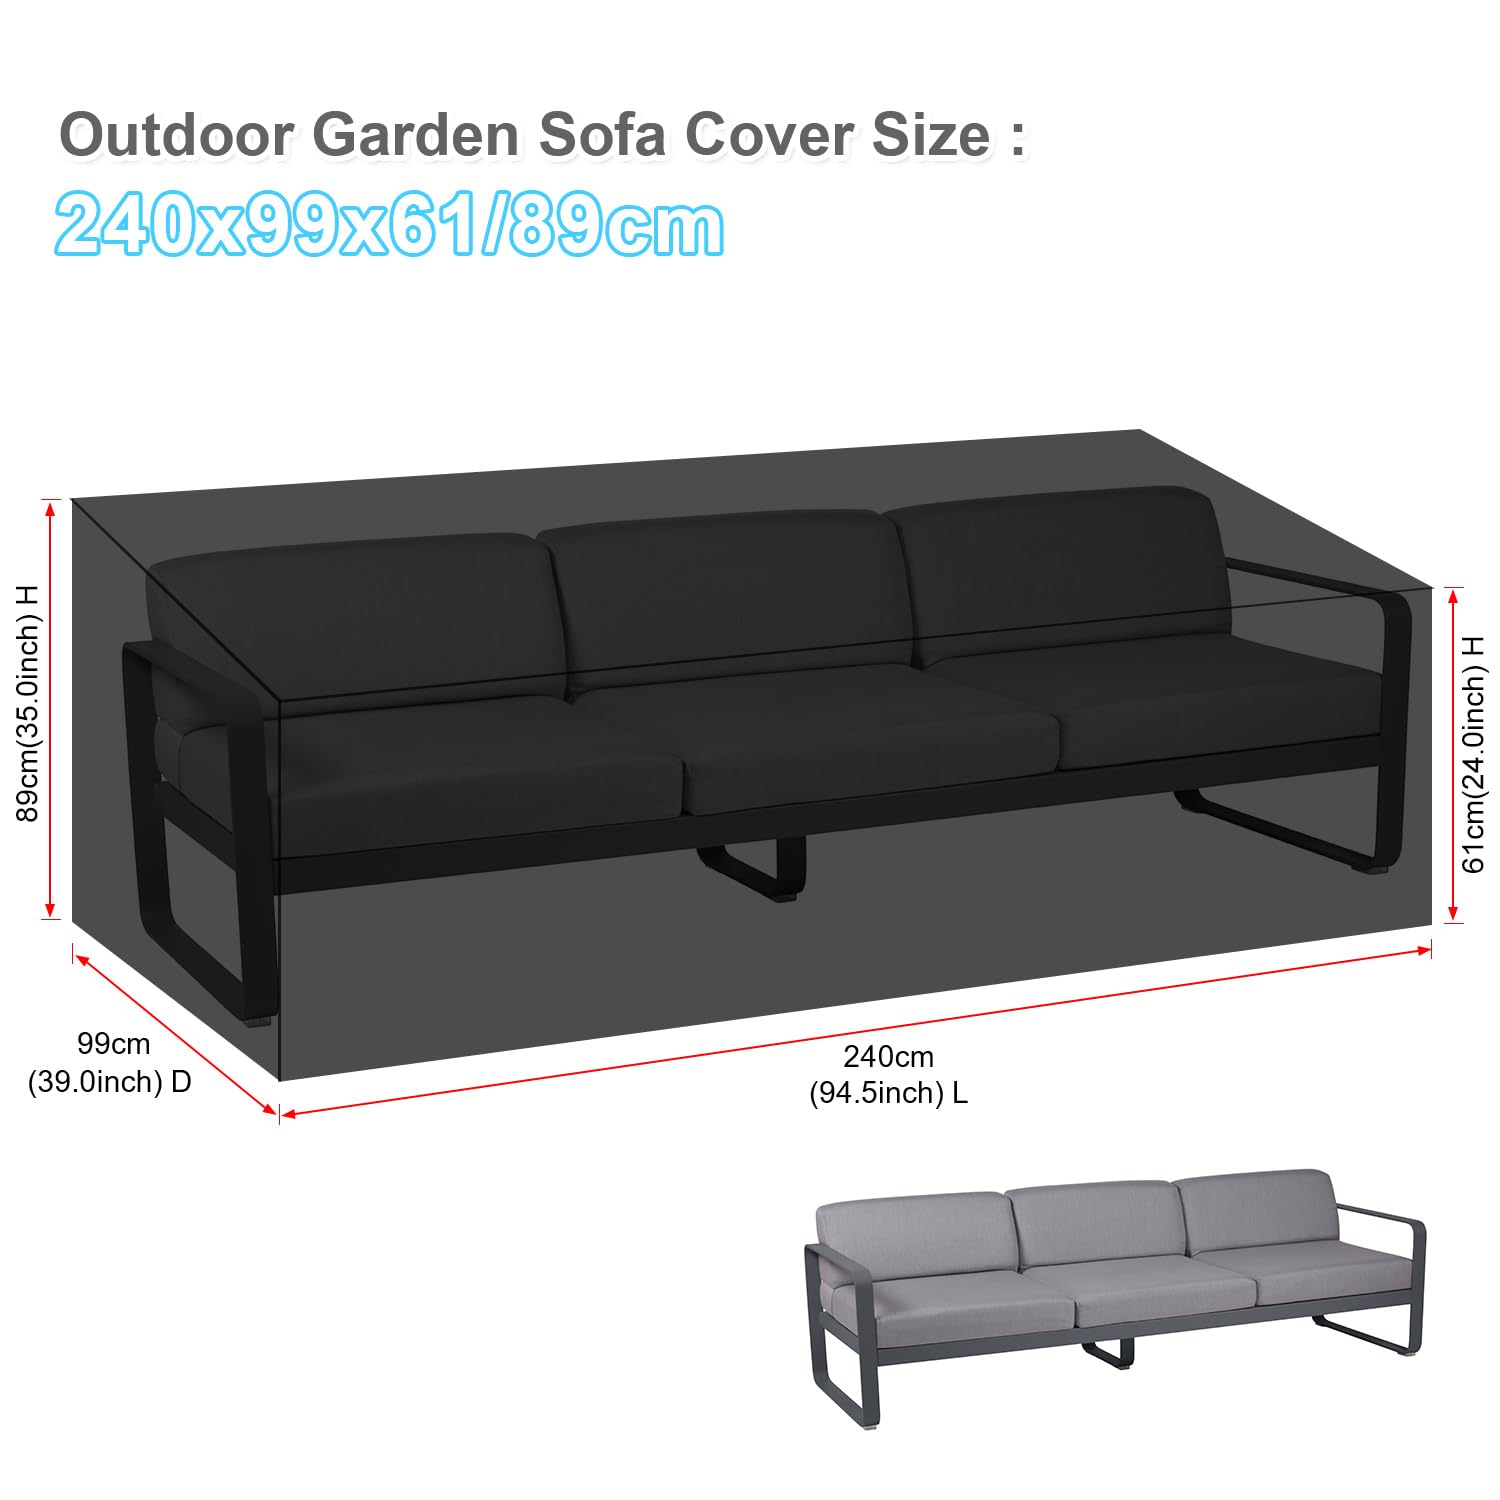 Outdoor Garden Sofa Cover Size :
240x99x61/89cm
89cm(35.0inch) H
61cm(24.0inch) H
99cm
(39.0inch) D
240cm
(94.5inch) L